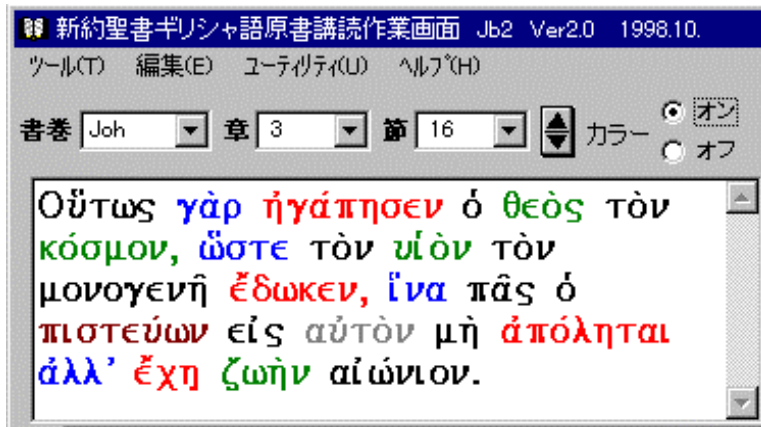 新約聖書ギリシャ語原書講読作業画面 Jb2 Ver2.0 1998.10.
ツール(T) 編集(E) ユーティリティ(U) ヘルプ(H)
書巻 Joh 章 3 節 16 カラー オン
オフ
Οὕτως γὰρ ἠγάπησεν ὁ θεὸς τὸν
κόσμον, ὥστε τὸν υἱὸν τὸν
μονογενῆ ἔδωκεν, ἵνα πᾶς ὁ
πιστεύων εἰς αὐτὸν μὴ ἀπόληται
ἀλλ’ ἔχῃ ζωὴν αἰώνιον.